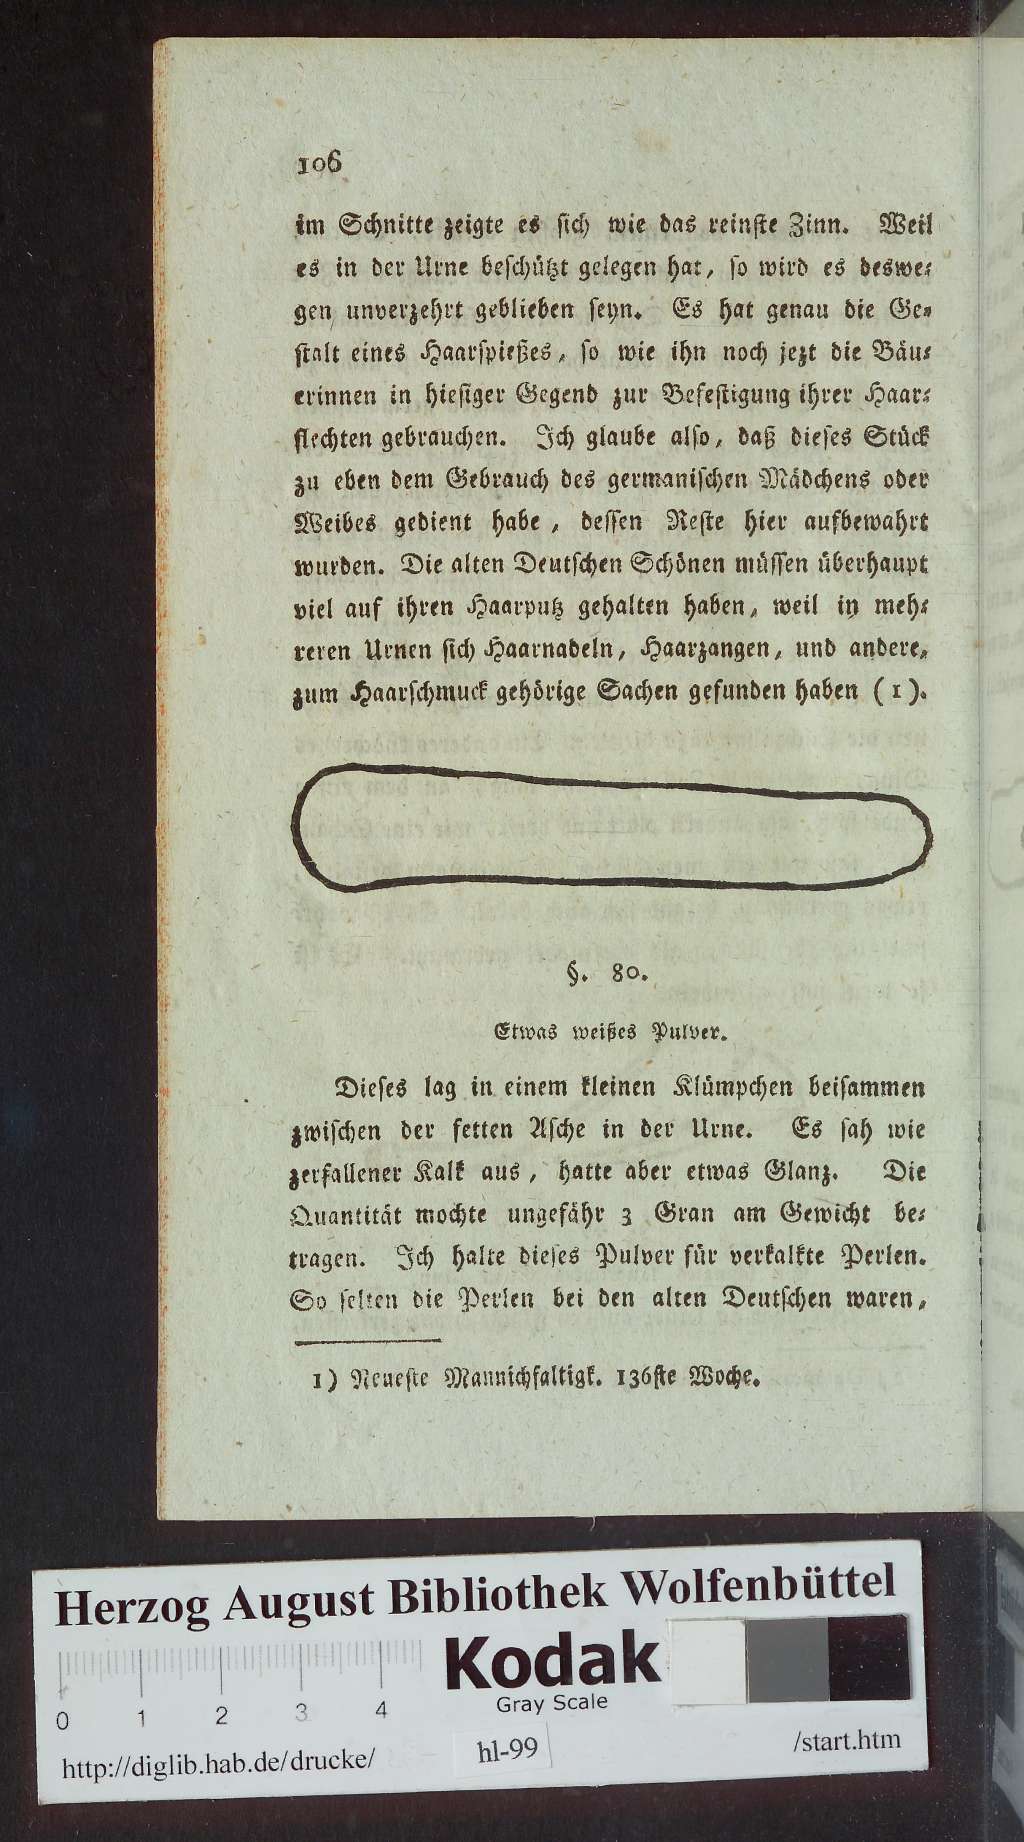 106
im Schnitte zeigte es sich wie das reinste Zinn. Weil
es in der Urne beschützt gelegen hat, so wird es deswe-
gen unverzehrt geblieben seyn. Es hat genau die Ge-
stalt eines Haarspießes, so wie ihn noch jezt die Bäu-
erinnen in hiesiger Gegend zur Befestigung ihrer Haar-
flechten gebrauchen. Ich glaube also, daß dieses Stück
zu eben dem Gebrauch des germanischen Mädchens oder
Weibes gedient habe, dessen Reste hier aufbewahrt
wurden. Die alten Deutschen Schönen müssen überhaupt
viel auf ihren Haarputz gehalten haben, weil in meh-
reren Urnen sich Haarnadeln, Haarzangen, und andere,
zum Haarschmuck gehörige Sachen gefunden haben (1).
§. 80.
Etwas weißes Pulver.
Dieses lag in einem kleinen Klümpchen beisammen
zwischen der fetten Asche in der Urne. Es sah wie
zerfallener Kalk aus, hatte aber etwas Glanz. Die
Quantität mochte ungefähr 3 Gran am Gewicht be-
tragen. Ich halte dieses Pulver für verkalkte Perlen.
So selten die Perlen bei den alten Deutschen waren,
1) Neueste Mannichfaltigk. 136ste Woche.
Herzog August Bibliothek Wolfenbüttel
Kodak
Gray Scale
0 1 2 3 4
http://diglib.hab.de/drucke/ hl-99 /start.htm